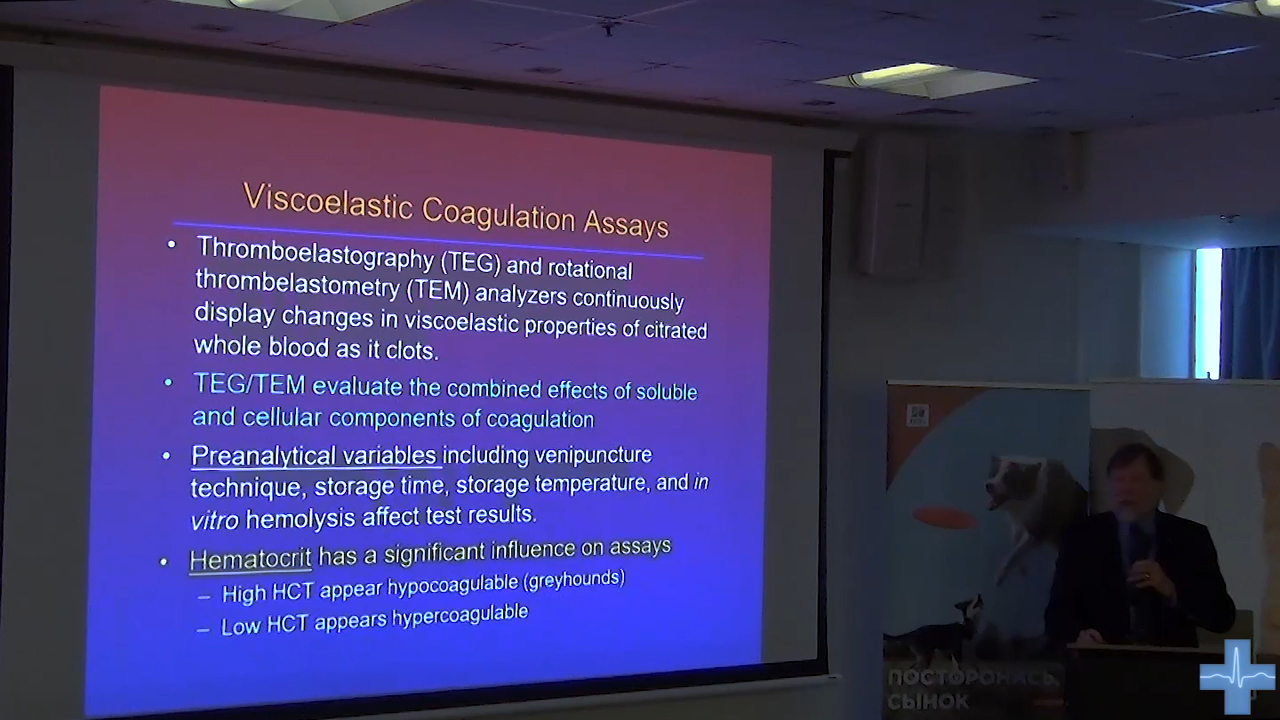 Viscoelastic Coagulation Assays
• Thromboelastography (TEG) and rotational
thrombelastometry (TEM) analyzers continuously
display changes in viscoelastic properties of citrated
whole blood as it clots.
• TEG/TEM evaluate the combined effects of soluble
and cellular components of coagulation
• Preanalytical variables including venipuncture
technique, storage time, storage temperature, and in
vitro hemolysis affect test results.
• Hematocrit has a significant influence on assays
– High HCT appear hypocoagulable (greyhounds)
– Low HCT appears hypercoagulable
ПОСТОРОНИСЬ,
СЫНОК